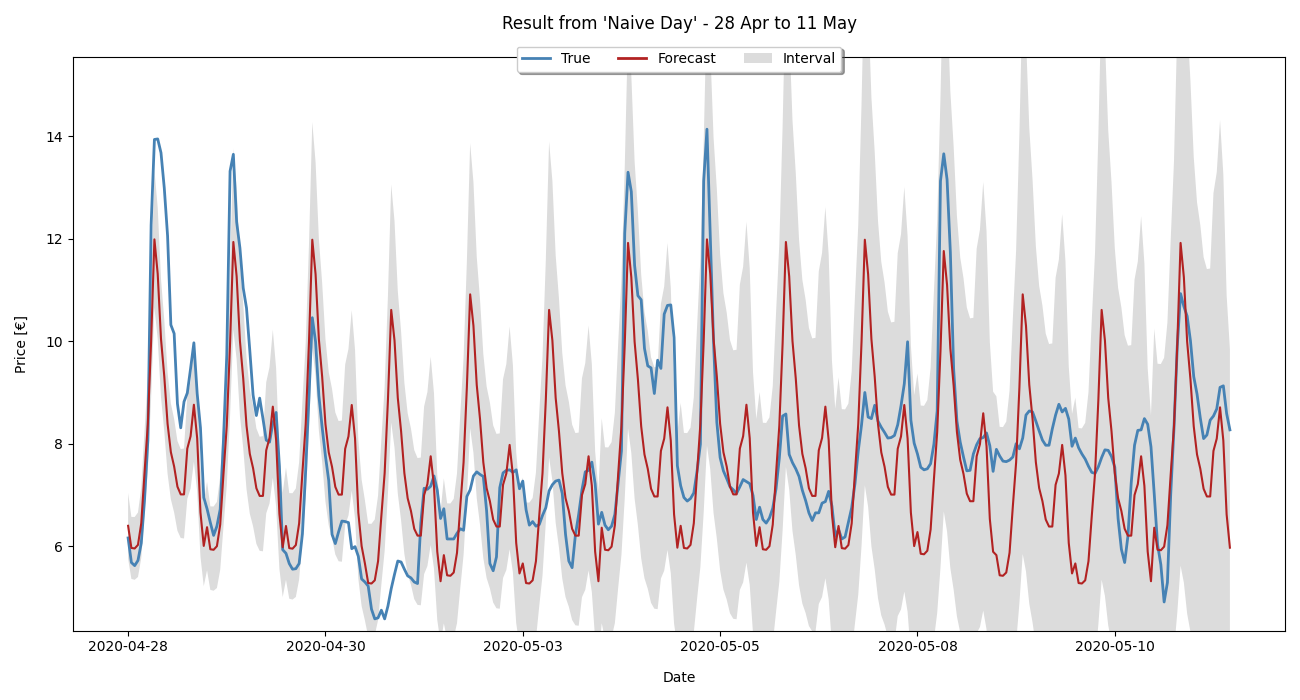 Result from 'Naive Day' - 28 Apr to 11 May
True Forecast Interval
14
12
10
8
6
Price [€]
2020-04-28 2020-04-30 2020-05-03 2020-05-05 2020-05-08 2020-05-10
Date